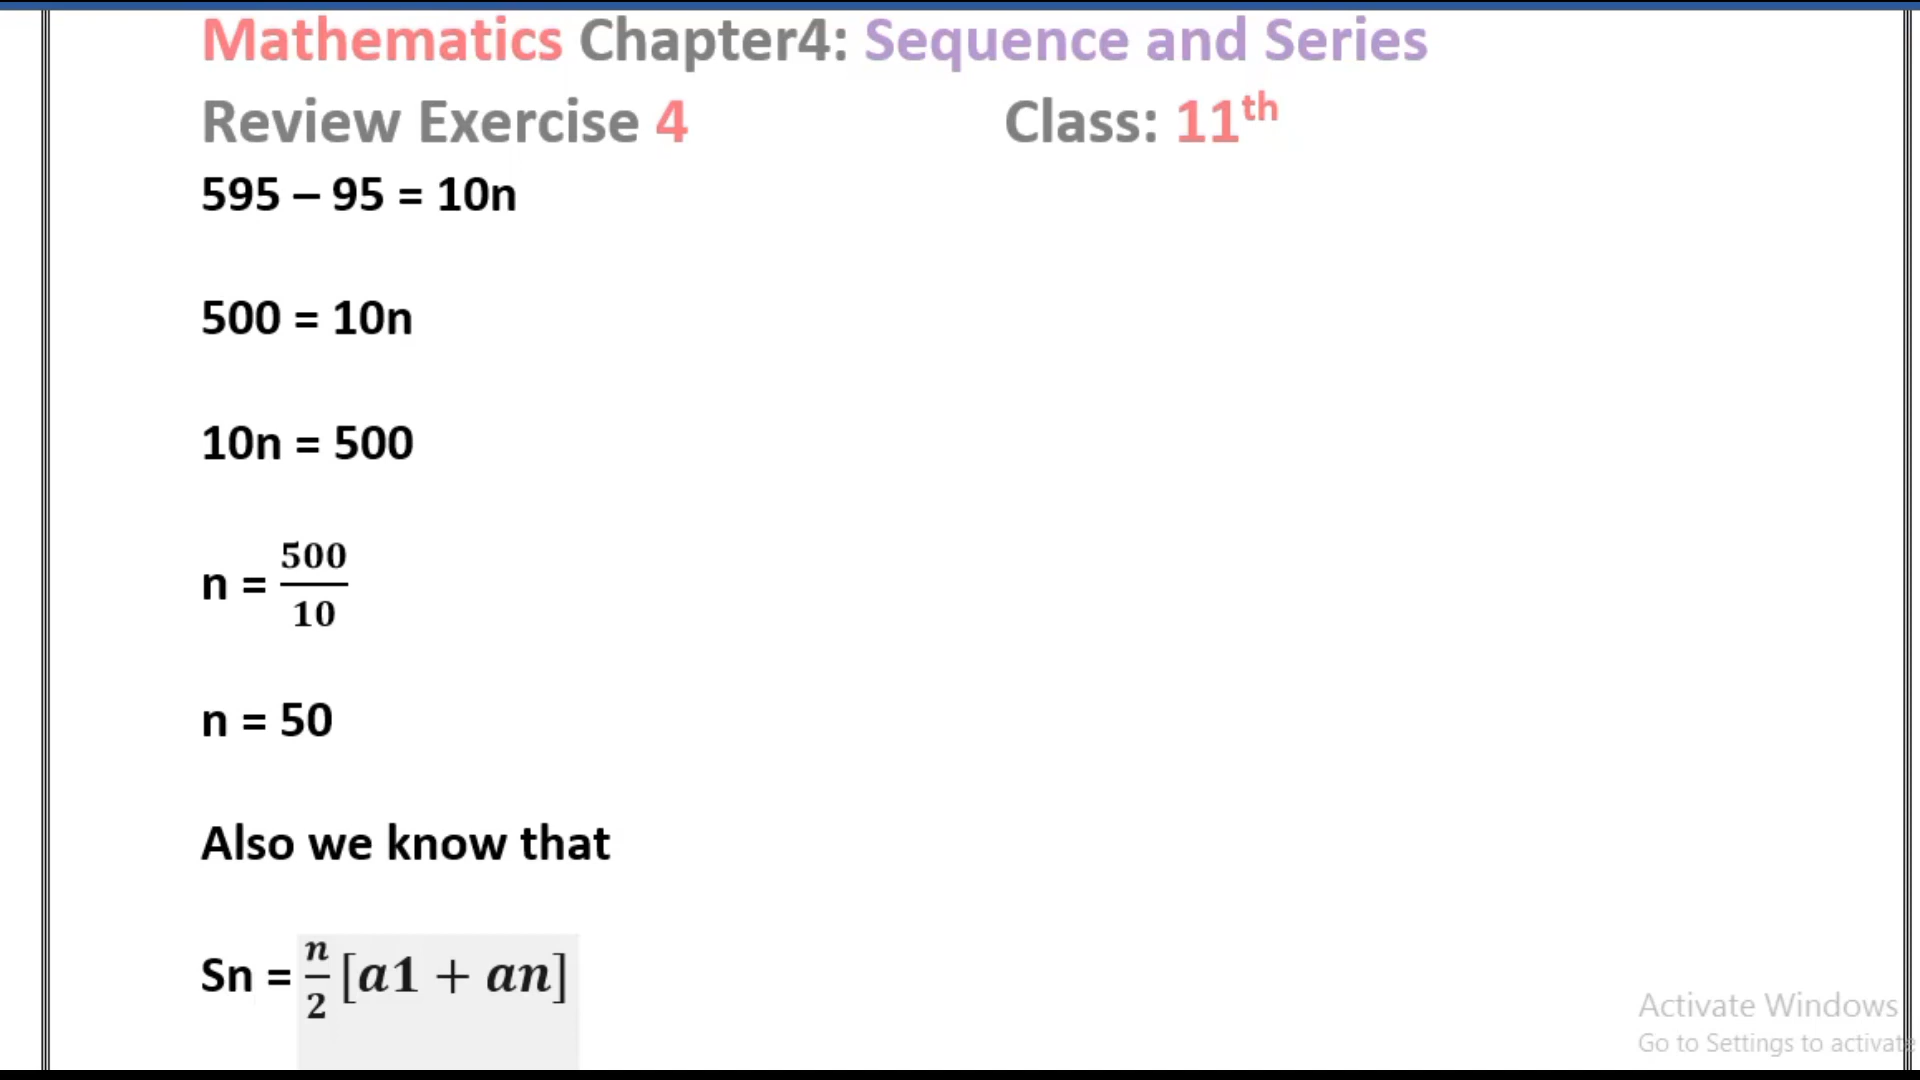 Mathematics Chapter4: Sequence and Series
Review Exercise 4 Class: 11th
595 – 95 = 10n
500 = 10n
10n = 500
n = 500/10
n = 50
Also we know that
Sn = n/2 [a1 + an]
Activate Windows
Go to Settings to activate